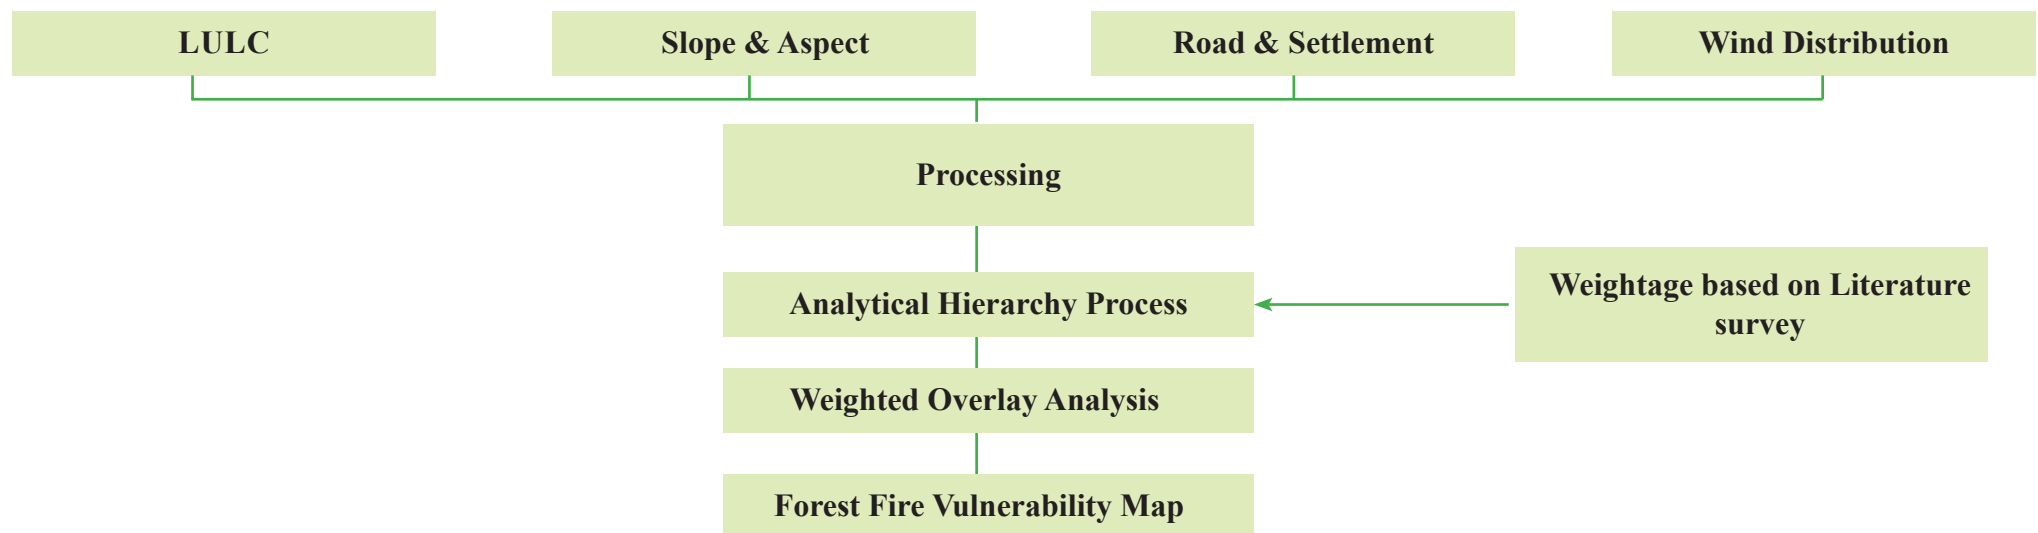 LULC
Slope & Aspect
Road & Settlement
Wind Distribution
Processing
Analytical Hierarchy Process
Weightage based on Literature
survey
Weighted Overlay Analysis
Forest Fire Vulnerability Map